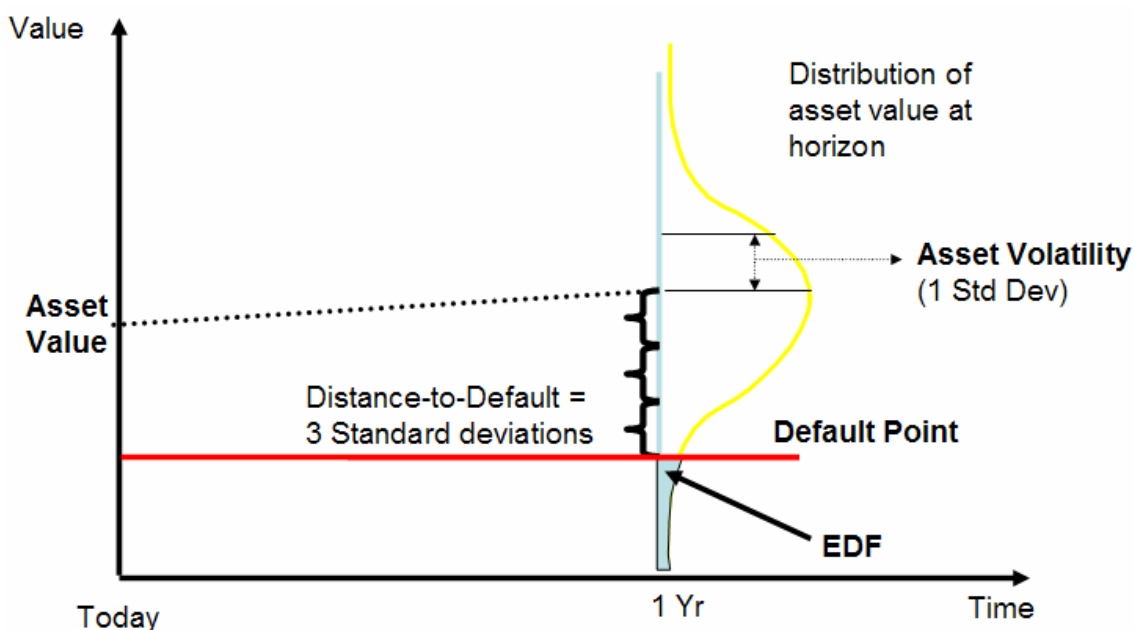 Value
Distribution of
asset value at
horizon
Asset Volatility
(1 Std Dev)
Asset
Value
Distance-to-Default =
3 Standard deviations
Default Point
EDF
Today
1 Yr
Time